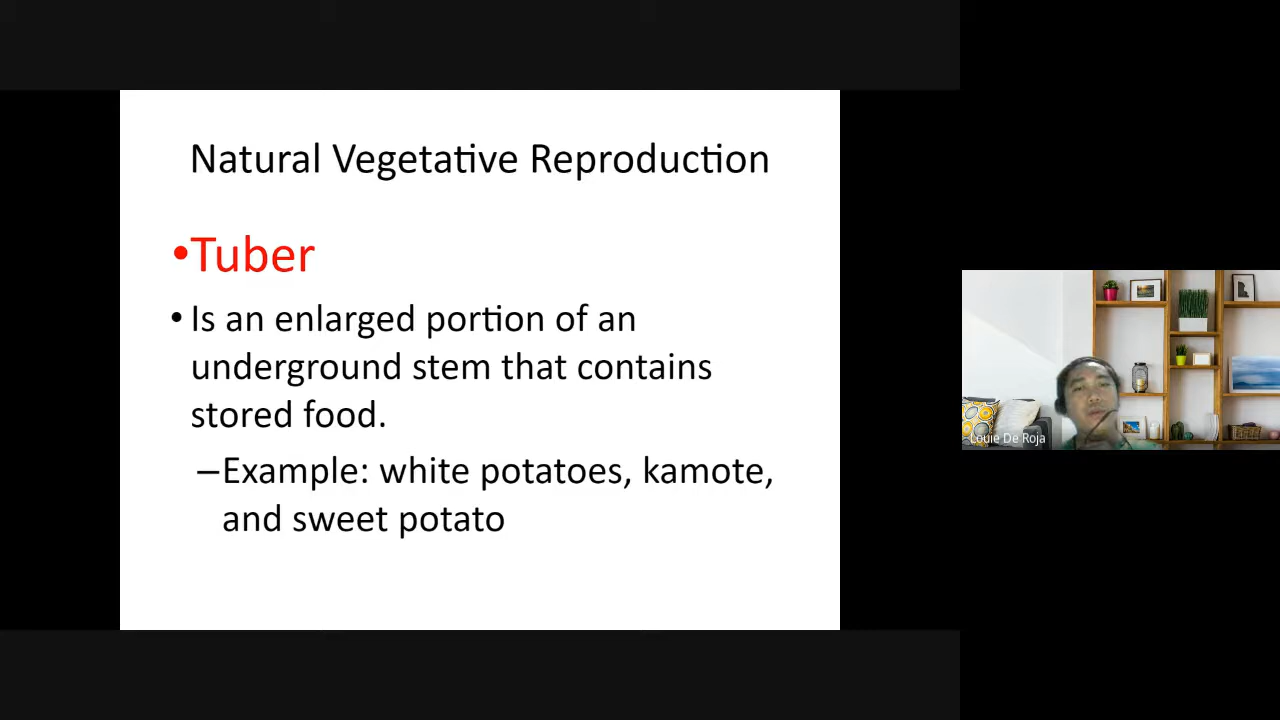 Natural Vegetative Reproduction
•Tuber
• Is an enlarged portion of an
underground stem that contains
stored food.
–Example: white potatoes, kamote,
and sweet potato
Louie De Roja